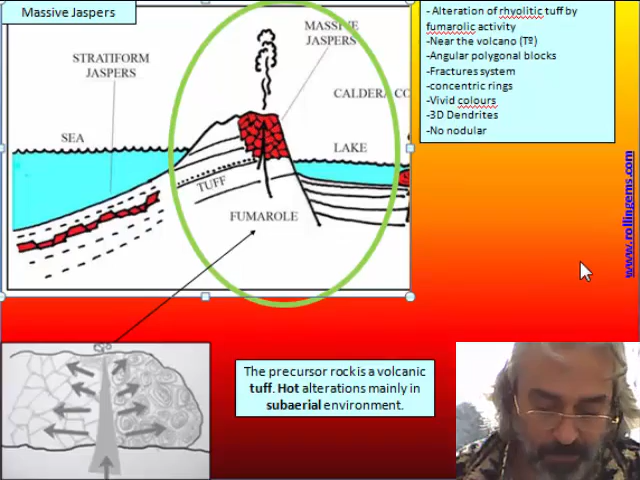 Massive Jaspers
- Alteration of rhyolitic tuff by
fumarolic activity
-Near the volcano (Tº)
-Angular polygonal blocks
-Fractures system
-concentric rings
-Vivid colours
-3D Dendrites
-No nodular
MASSIVE
JASPERS
STRATIFORM
JASPERS
CALDERA CO
SEA
LAKE
TUFF
FUMAROLE
www.rollingems.com
The precursor rock is a volcanic
tuff. Hot alterations mainly in
subaerial environment.